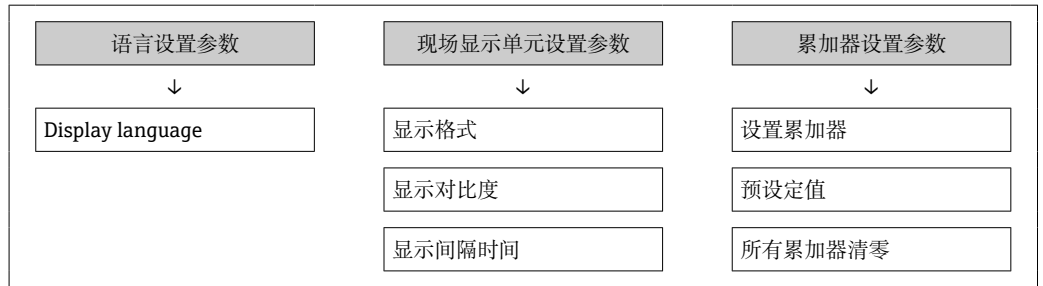 语言设置参数
现场显示单元设置参数
累加器设置参数
↓
↓
↓
Display language
显示格式
设置累加器
显示对比度
预设定值
显示间隔时间
所有累加器清零